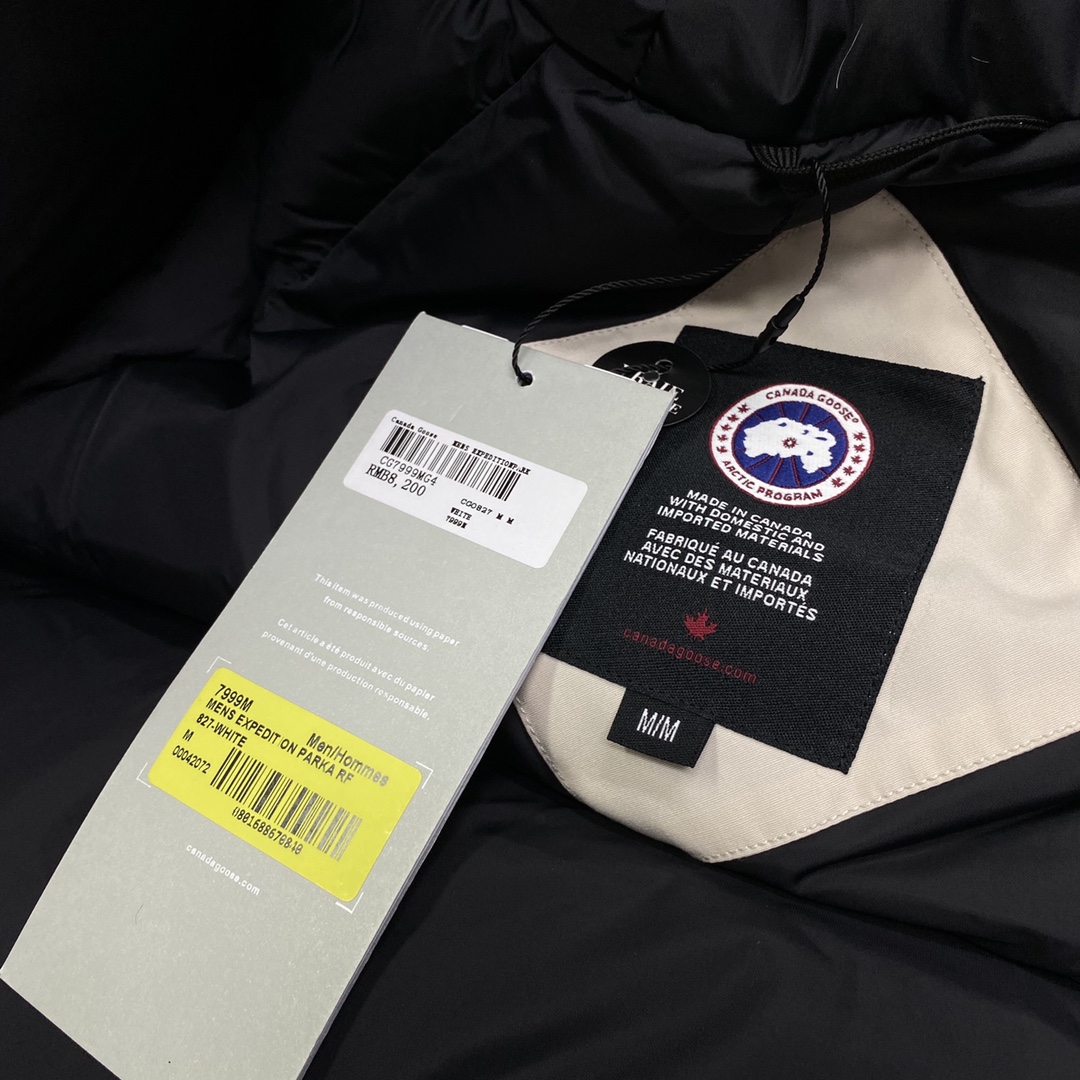 Canada Goose MENS EXPEDITIONPARK
CG7999MG4
RMB8,200
CG0827 M M
WHITE
7999M
This item was produced using paper
from responsible sources.
Cet article a été produit avec du papier
provenant d'une production responsable.
7999M Men/Hommes
MENS EXPEDITION PARKA RF
827-WHITE
M
00042072
canadagoose.com
CANADA GOOSE®
ARCTIC PROGRAM
MADE IN CANADA
WITH DOMESTIC AND
IMPORTED MATERIALS
FABRIQUÉ AU CANADA
AVEC DES MATERIAUX
NATIONAUX ET IMPORTÉS
canadagoose.com
M/M